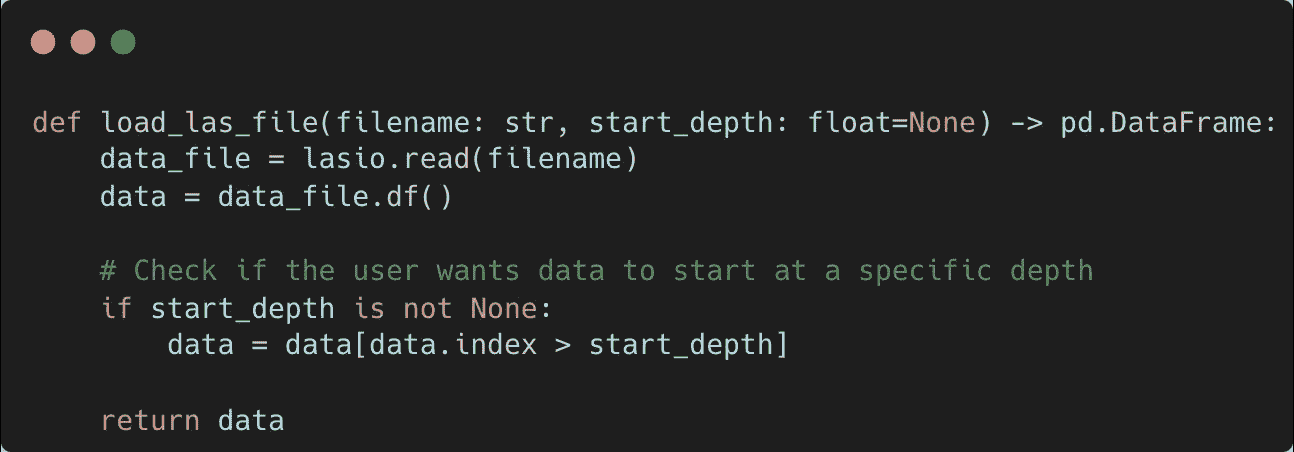 def load_las_file(filename: str, start_depth: float=None) -> pd.DataFrame:
    data_file = lasio.read(filename)
    data = data_file.df()

    # Check if the user wants data to start at a specific depth
    if start_depth is not None:
        data = data[data.index > start_depth]

    return data